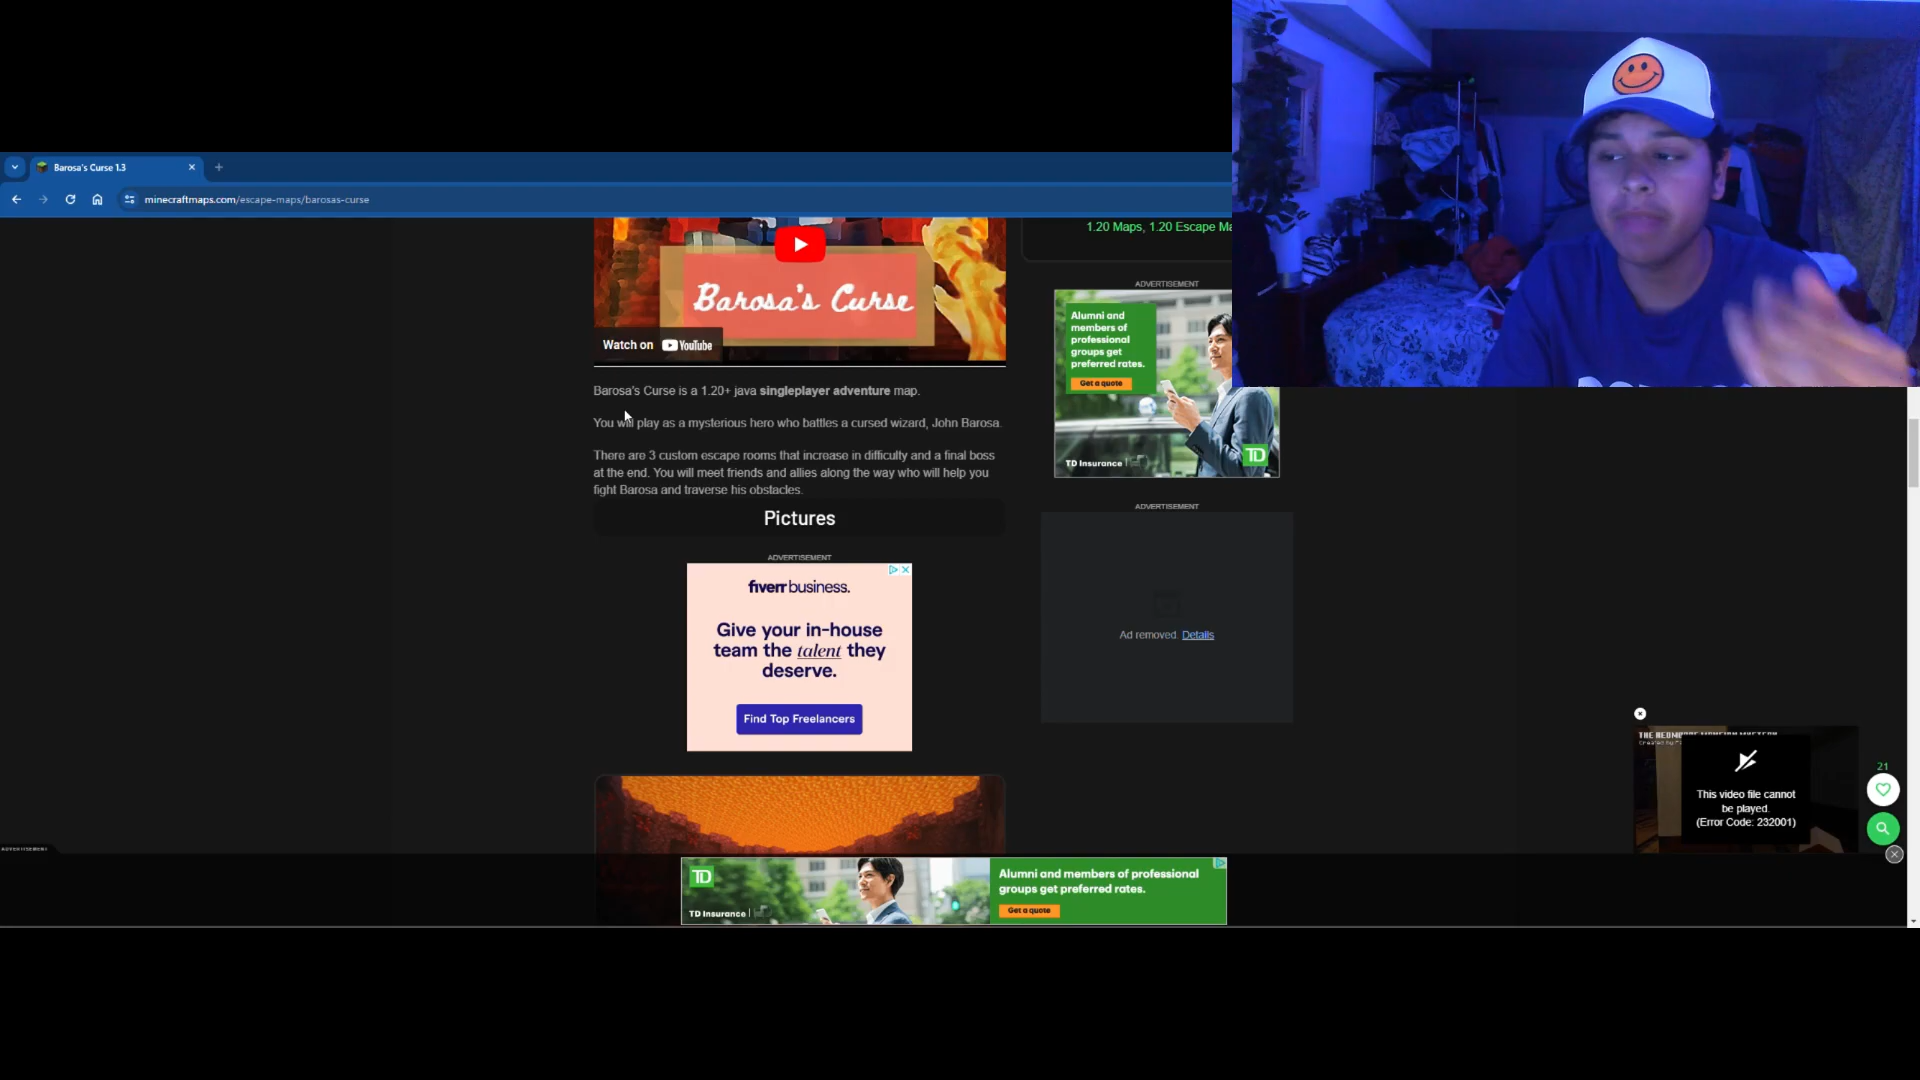 Barosa's Curse 1.3
minecraftmaps.com/escape-maps/barosas-curse
Barosa's Curse
Watch on YouTube
1.20 Maps, 1.20 Escape Ma
Barosa's Curse is a 1.20+ java singleplayer adventure map.
You will play as a mysterious hero who battles a cursed wizard, John Barosa.
There are 3 custom escape rooms that increase in difficulty and a final boss
at the end. You will meet friends and allies along the way who will help you
fight Barosa and traverse his obstacles.
Pictures
ADVERTISEMENT
fiverr business.
Give your in-house
team the talent they
deserve.
Find Top Freelancers
ADVERTISEMENT
Alumni and
members of
professional
groups get
preferred rates.
Get a quote
TD Insurance
TD
ADVERTISEMENT
Ad removed. Details
THE REDMOORE MANSION MYSTERY
This video file cannot
be played.
(Error Code: 232001)
21
ADVERTISEMENT
TD
TD Insurance
Alumni and members of professional
groups get preferred rates.
Get a quote